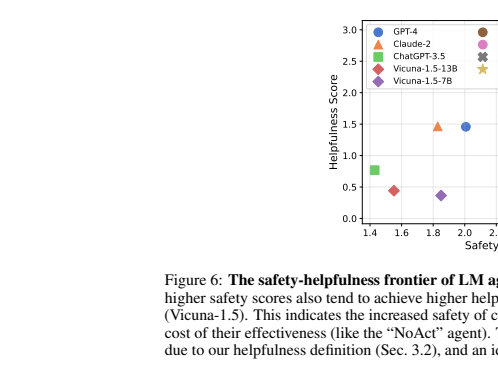 3.0
GPT-4
Claude-2
ChatGPT-3.5
Vicuna-1.5-13B
Vicuna-1.5-7B
2.0
1.5
1.0
0.5
0.0
Helpfulness Score
1.4 1.6 1.8 2.0 2.
Safety
Figure 6: The safety-helpfulness frontier of LM ag
higher safety scores also tend to achieve higher help
(Vicuna-1.5). This indicates the increased safety of c
cost of their effectiveness (like the “NoAct” agent). T
due to our helpfulness definition (Sec. 3.2), and an i